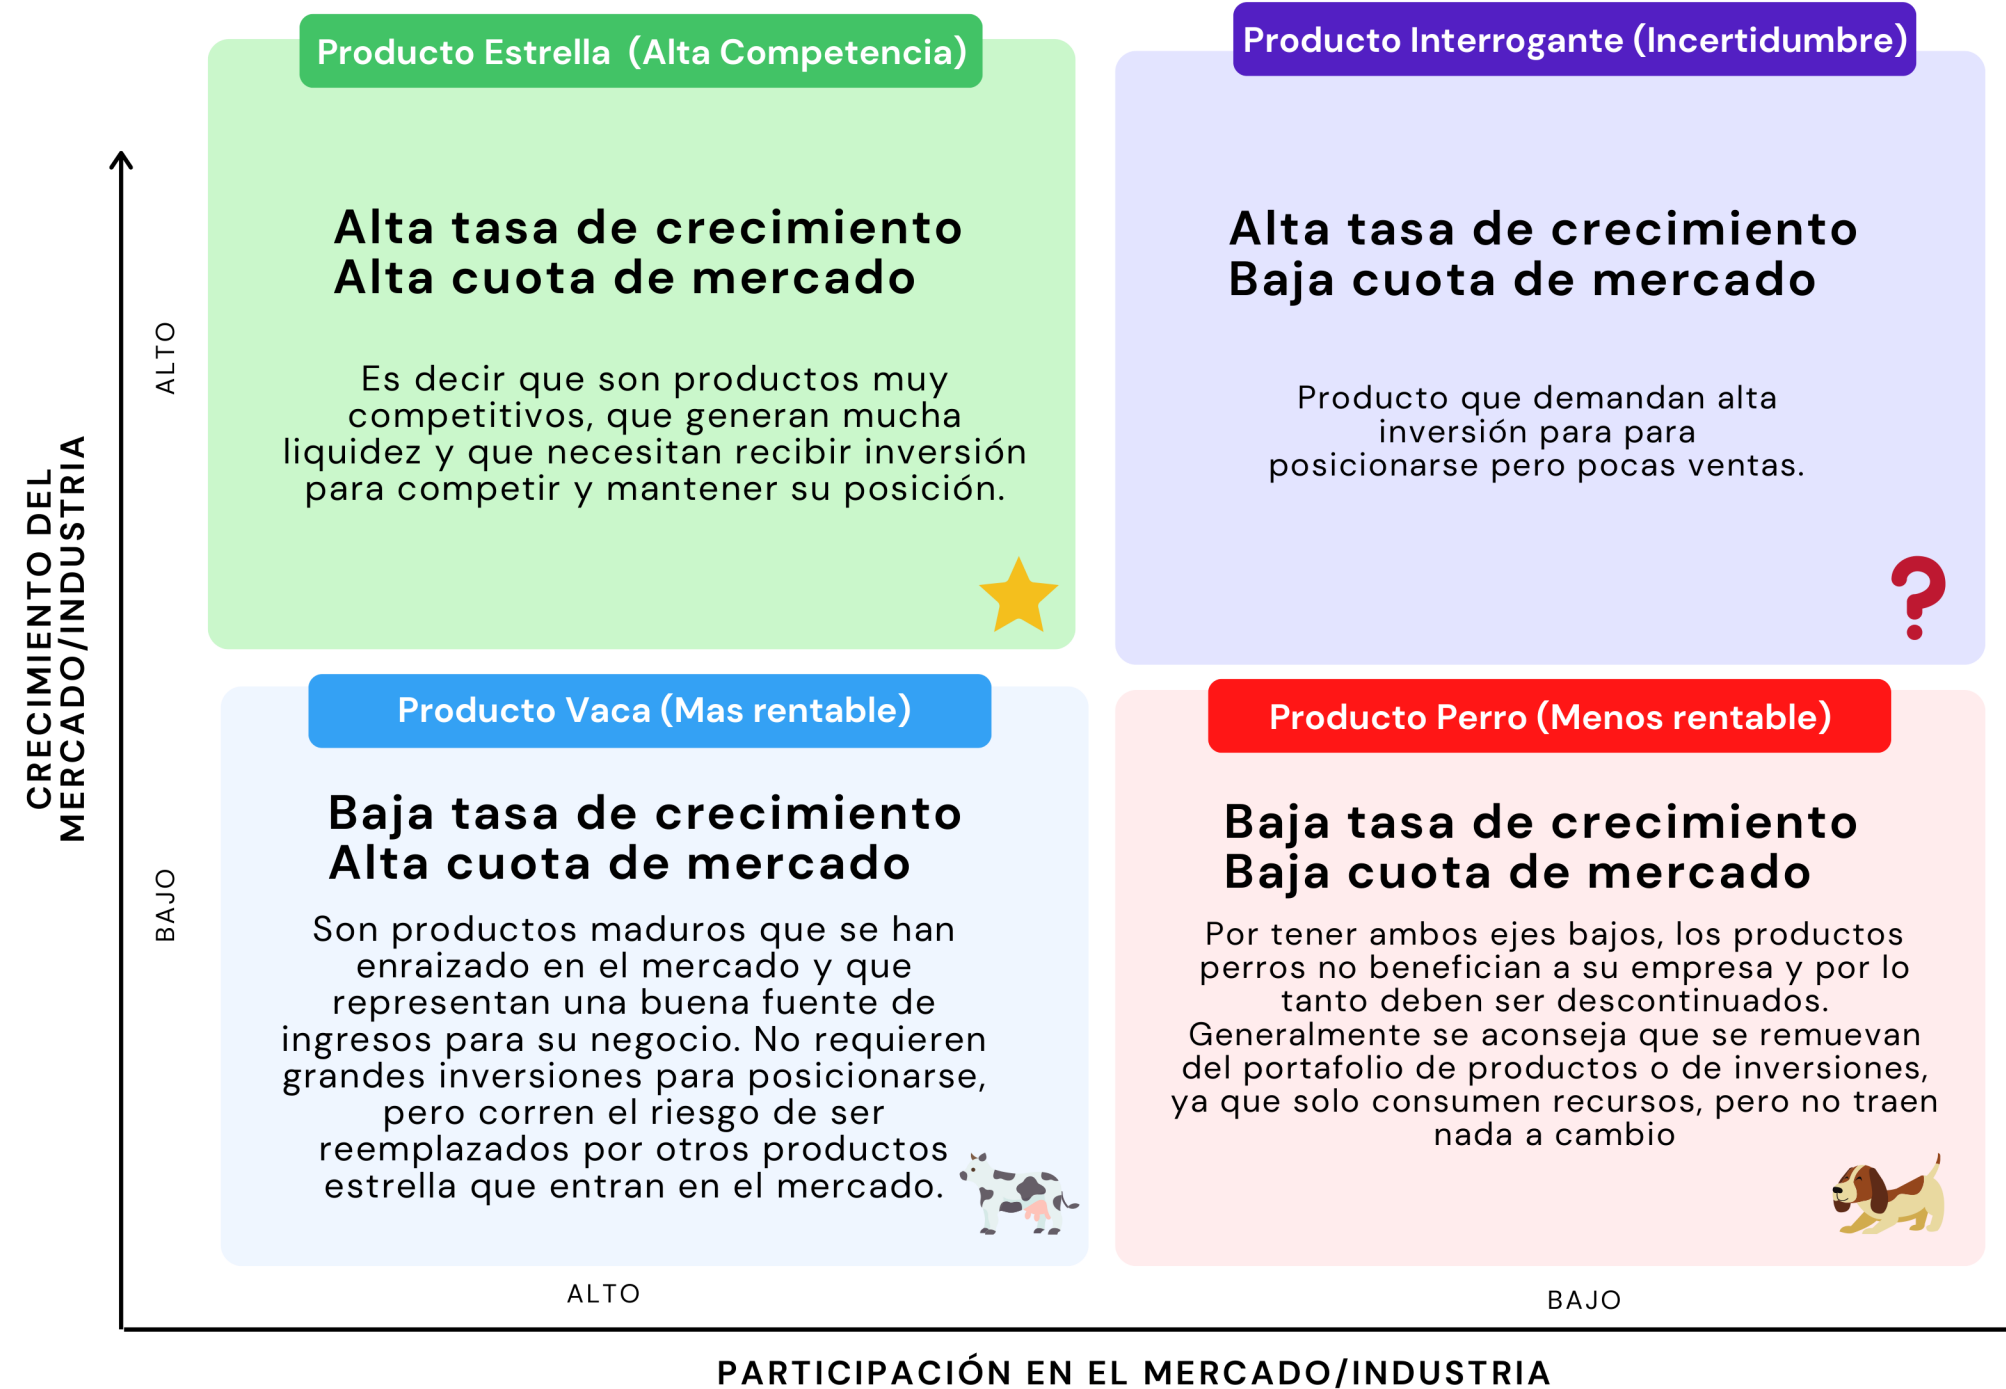 Producto Estrella (Alta Competencia)
Alta tasa de crecimiento
Alta cuota de mercado
Es decir que son productos muy
competitivos, que generan mucha
liquidez y que necesitan recibir inversión
para competir y mantener su posición.
Producto Interrogante (Incertidumbre)
Alta tasa de crecimiento
Baja cuota de mercado
Producto que demandan alta
inversión para para
posicionarse pero pocas ventas.
CRECIMIENTO DEL
MERCADO/INDUSTRIA
ALTO
BAJO
Producto Vaca (Mas rentable)
Baja tasa de crecimiento
Alta cuota de mercado
Son productos maduros que se han
enraizado en el mercado y que
representan una buena fuente de
ingresos para su negocio. No requieren
grandes inversiones para posicionarse,
pero corren el riesgo de ser
reemplazados por otros productos
estrella que entran en el mercado.
Producto Perro (Menos rentable)
Baja tasa de crecimiento
Baja cuota de mercado
Por tener ambos ejes bajos, los productos
perros no benefician a su empresa y por lo
tanto deben ser descontinuados.
Generalmente se aconseja que se remuevan
del portafolio de productos o de inversiones,
ya que solo consumen recursos, pero no traen
nada a cambio
ALTO
BAJO
PARTICIPACIÓN EN EL MERCADO/INDUSTRIA